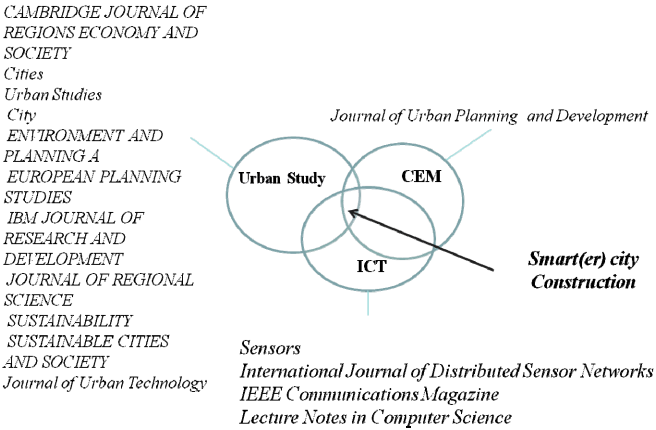 CAMBRIDGE JOURNAL OF
REGIONS ECONOMY AND
SOCIETY
Cities
Urban Studies
City
ENVIRONMENT AND
PLANNING A
EUROPEAN PLANNING
STUDIES
IBM JOURNAL OF
RESEARCH AND
DEVELOPMENT
JOURNAL OF REGIONAL
SCIENCE
SUSTAINABILITY
SUSTAINABLE CITIES
AND SOCIETY
Journal of Urban Technology
Journal of Urban Planning and Development
Urban Study
CEM
ICT
Smart(er) city
Construction
Sensors
International Journal of Distributed Sensor Networks
IEEE Communications Magazine
Lecture Notes in Computer Science